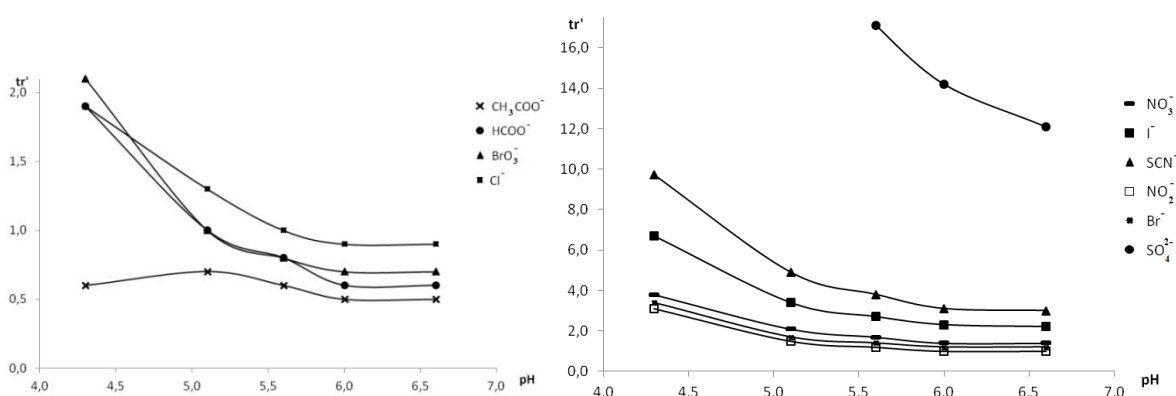 tr'
2,0
1,5
1,0
0,5
0,0
4,0 4,5 5,0 5,5 6,0 6,5 7,0
pH
CH₃COO⁻
HCOO⁻
BrO₃⁻
Cl⁻
tr'
16,0
14,0
12,0
10,0
8,0
6,0
4,0
2,0
0,0
4,0 4,5 5,0 5,5 6,0 6,5 7,0
pH
NO₃⁻
I⁻
SCN⁻
NO₂⁻
Br⁻
SO₄²⁻